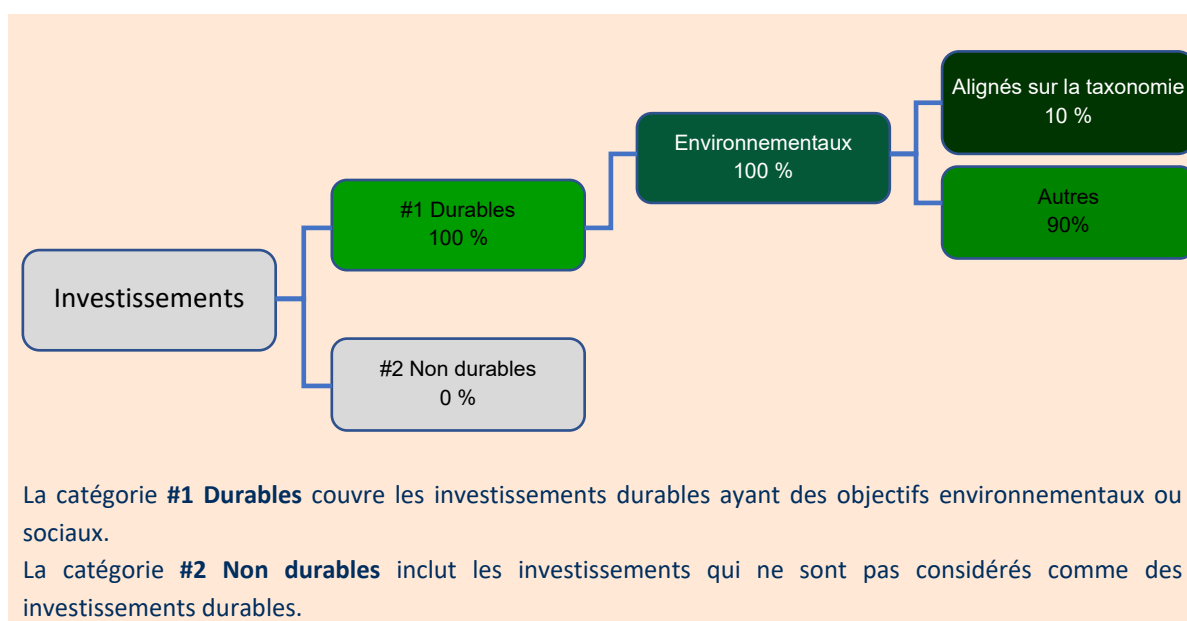 Alignés sur la taxonomie
10 %
Environnementaux
100 %
#1 Durables
100 %
Autres
90%
Investissements
#2 Non durables
0 %
La catégorie #1 Durables couvre les investissements durables ayant des objectifs environnementaux ou
sociaux.
La catégorie #2 Non durables inclut les investissements qui ne sont pas considérés comme des
investissements durables.